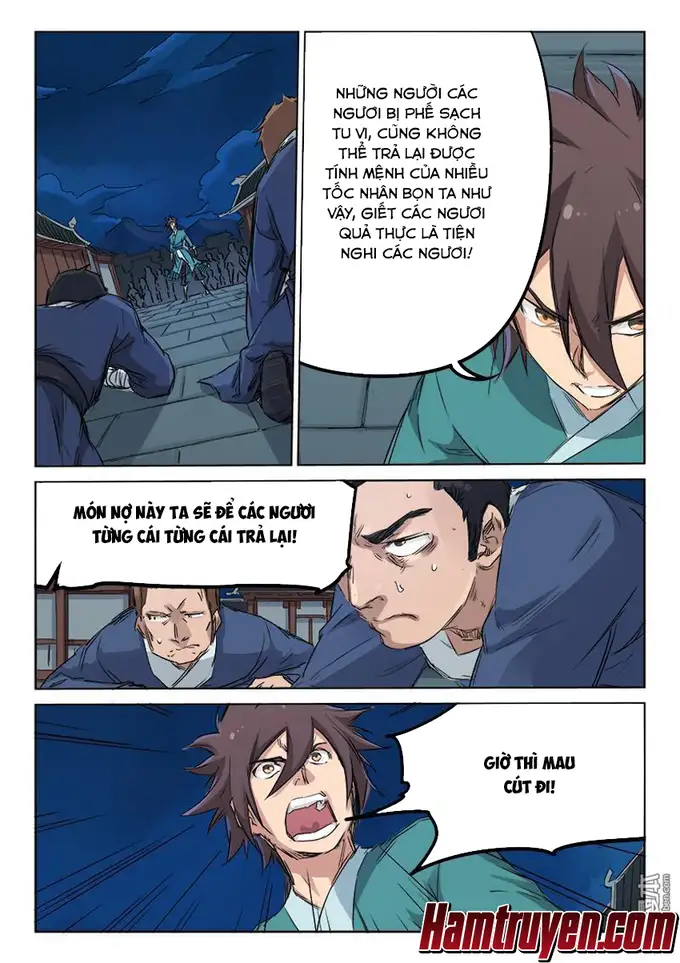 NHỮNG NGƯỜI CÁC
NGƯƠI BỊ PHẾ SẠCH
TU VI, CŨNG KHÔNG
THỂ TRẢ LẠI ĐƯỢC
TÍNH MỆNH CỦA NHIỀU
TỐC NHÂN BỌN TA NHƯ
VẬY, GIẾT CÁC NGƯƠI
QUẢ THỰC LÀ TIỆN
NGHI CÁC NGƯƠI!
MÓN NỢ NÀY TA SẼ ĐỂ CÁC NGƯƠI
TỪNG CÁI TỪNG CÁI TRẢ LẠI!
GIỜ THÌ MAU
CÚT ĐI!
Hamtruyen.com